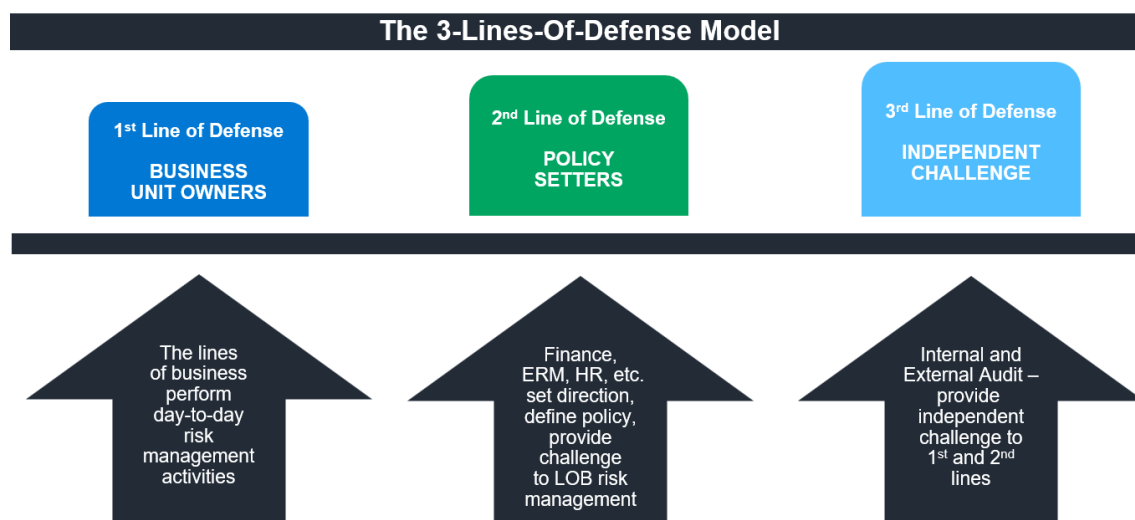 The 3-Lines-Of-Defense Model
1st Line of Defense
BUSINESS
UNIT OWNERS
2nd Line of Defense
POLICY
SETTERS
3rd Line of Defense
INDEPENDENT
CHALLENGE
The lines
of business
perform
day-to-day
risk
management
activities
Finance,
ERM, HR, etc.
set direction,
define policy,
provide
challenge
to LOB risk
management
Internal and
External Audit –
provide
independent
challenge to
1st and 2nd
lines